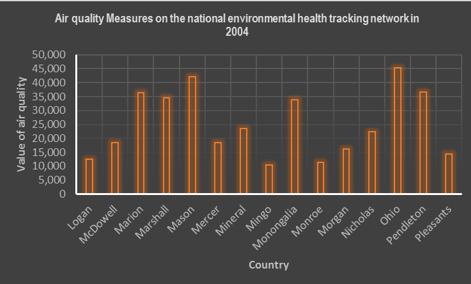 Air quality Measures on the national environmental health tracking network in
2004
50,000
45,000
40,000
35,000
30,000
25,000
20,000
15,000
10,000
5,000
0
Value of air quality
Logan
McDowell
Marion
Marshall
Mason
Mercer
Mineral
Mingo
Monongalia
Monroe
Morgan
Nicholas
Ohio
Pendleton
Pleasants
Country